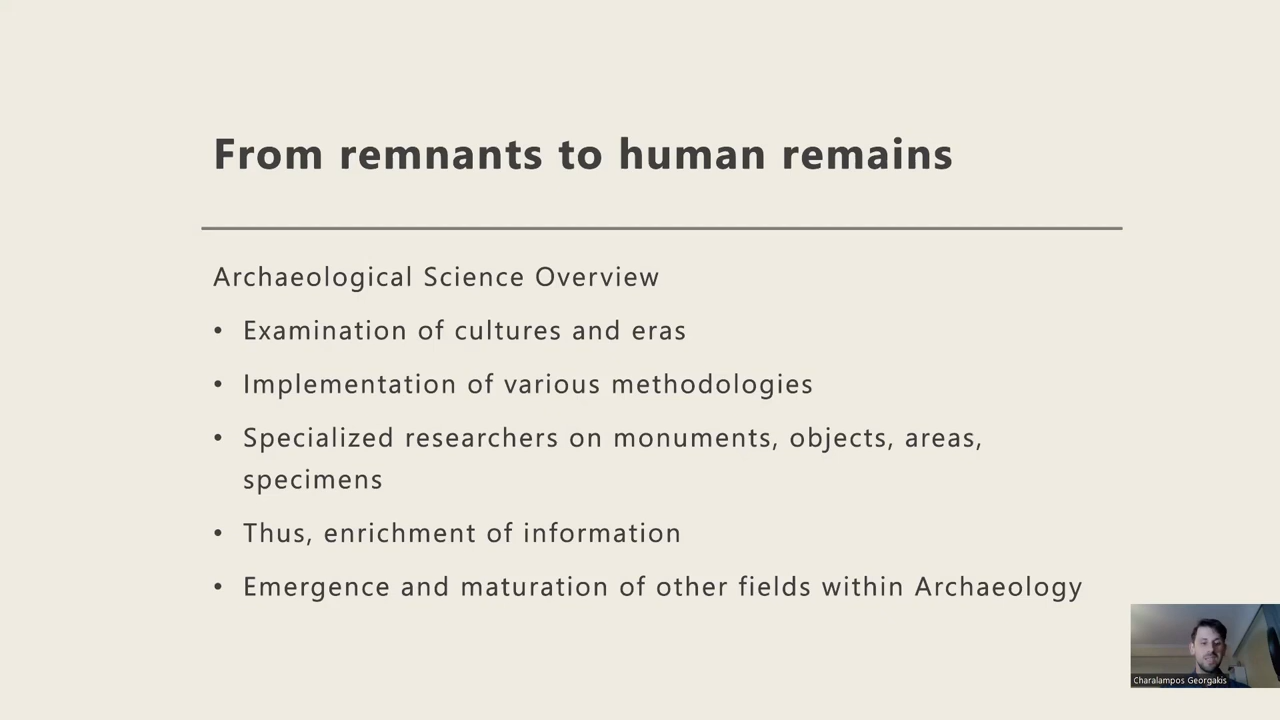 From remnants to human remains
Archaeological Science Overview
• Examination of cultures and eras
• Implementation of various methodologies
• Specialized researchers on monuments, objects, areas,
specimens
• Thus, enrichment of information
• Emergence and maturation of other fields within Archaeology
Charalampos Georgakis